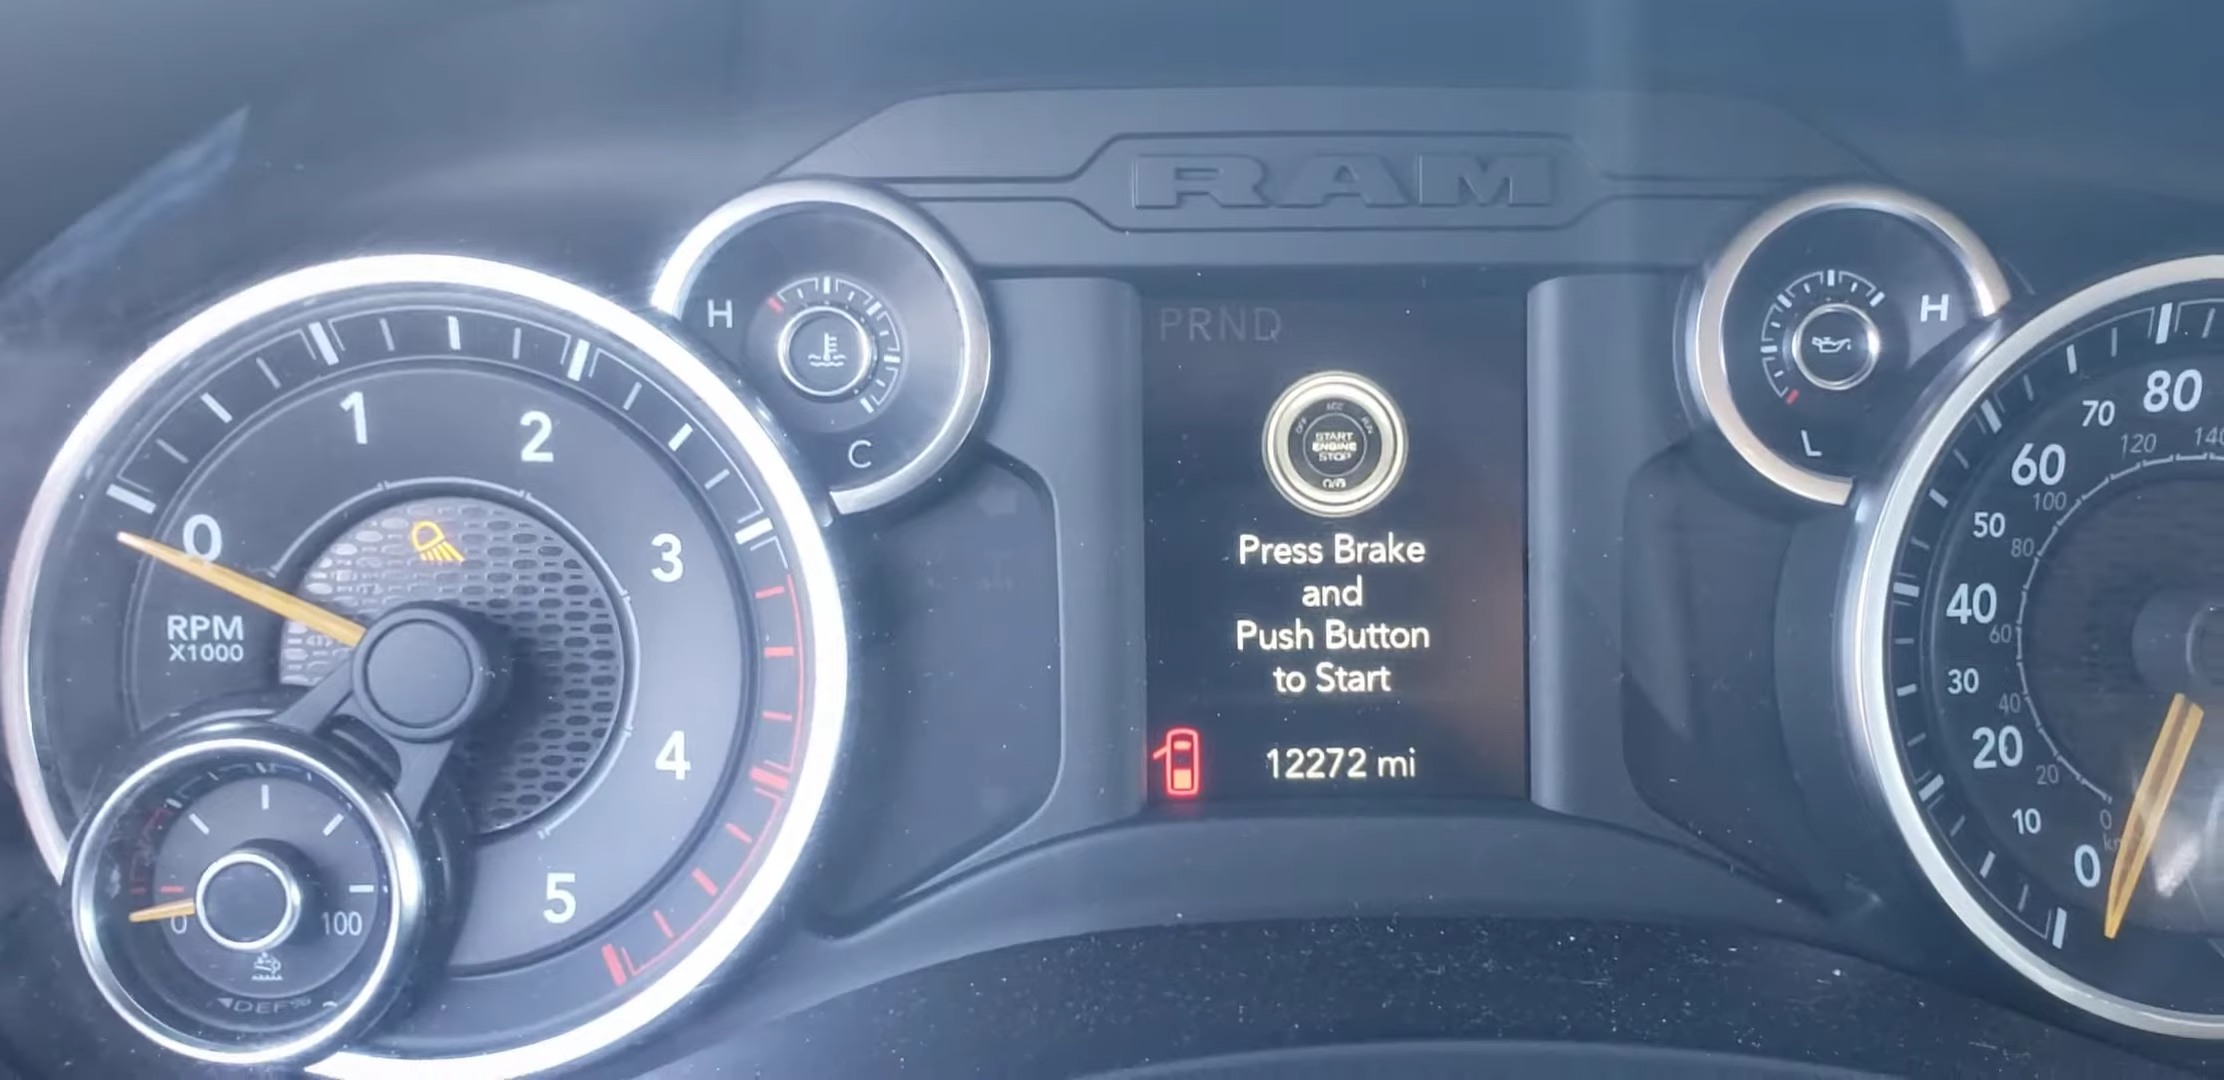 RAM
H
C
PRND
H
L
START
ENGINE
STOP
Press Brake
and
Push Button
to Start
12272 mi
0
1
2
3
4
5
RPM
X1000
0
100
DEF%
0
10
20
30
40
50
60
70
80
0
20
40
60
80
100
120
140